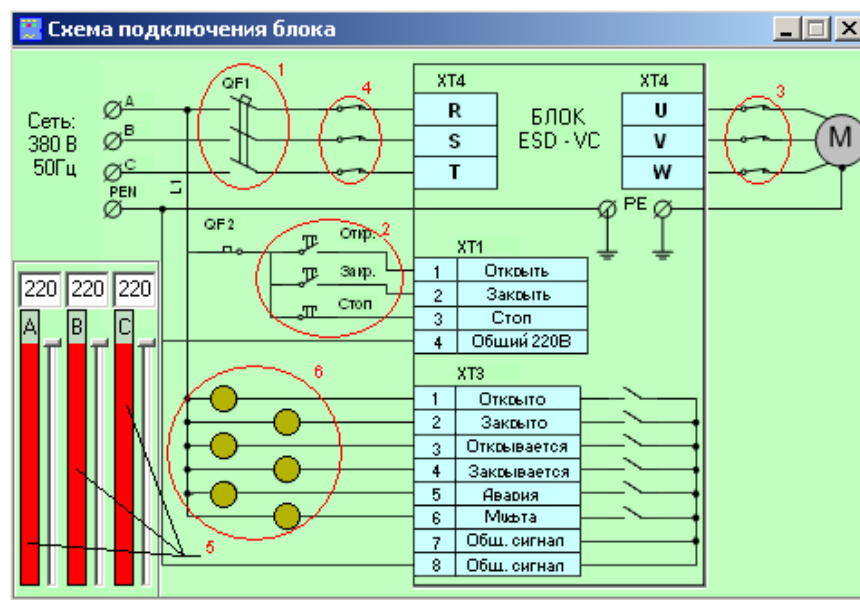 Схема подключения блока
QF1
1
4
XT4
XT4
3
Сеть:
380 В
50Гц
A
B
C
PEN
R
S
T
БЛОК
ESD - VC
U
V
W
M
L1
PE
QF2
Откр.
2
Закр.
Стоп
XT1
1 Открыть
2 Закрыть
3 Стоп
4 Общий 220В
220 220 220
A B C
6
XT3
1 Открыто
2 Закрыто
3 Открывается
4 Закрывается
5 Авария
6 Муфта
7 Общ. сигнал
8 Общ. сигнал
5